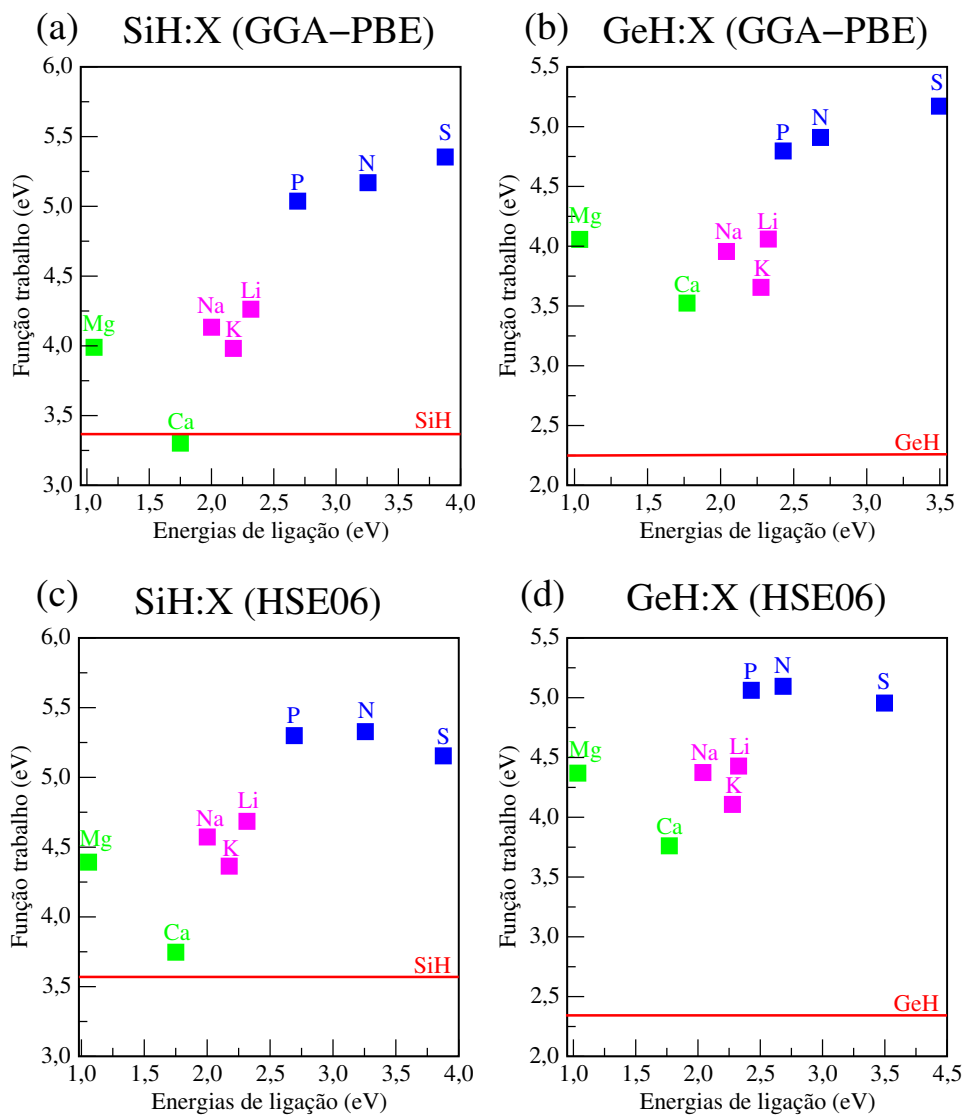 (a) SiH:X (GGA−PBE)
6,0
5,5
5,0
4,5
4,0
3,5
3,0
Função trabalho (eV)
S
N
P
Li
Na
K
Mg
Ca
SiH
1,0 1,5 2,0 2,5 3,0 3,5 4,0
Energias de ligação (eV)
(b) GeH:X (GGA−PBE)
5,5
5,0
4,5
4,0
3,5
3,0
2,5
2,0
Função trabalho (eV)
S
N
P
Mg
Na
Li
K
Ca
GeH
1,0 1,5 2,0 2,5 3,0 3,5
Energias de ligação (eV)
(c) SiH:X (HSE06)
6,0
5,5
5,0
4,5
4,0
3,5
3,0
Função trabalho (eV)
P
N
S
Li
Na
K
Mg
Ca
SiH
1,0 1,5 2,0 2,5 3,0 3,5 4,0
Energias de ligação (eV)
(d) GeH:X (HSE06)
5,5
5,0
4,5
4,0
3,5
3,0
2,5
2,0
Função trabalho (eV)
P
N
S
Mg
Na
Li
K
Ca
GeH
1,0 1,5 2,0 2,5 3,0 3,5 4,0 4,5
Energias de ligação (eV)